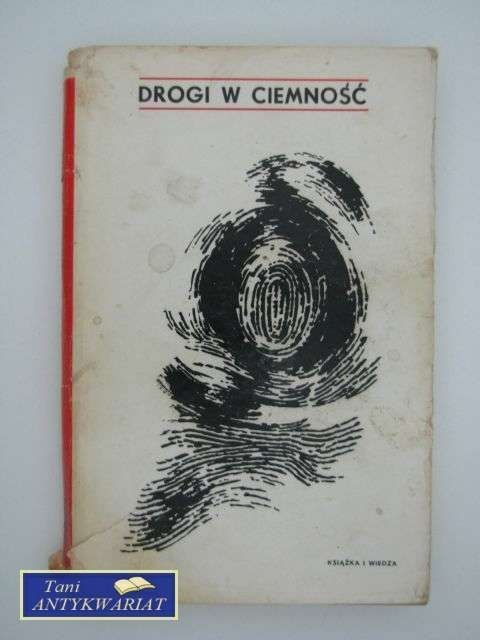 DROGI W CIEMNOŚĆ
KSIĄŻKA I WIEDZA
Tani
ANTYKWARIAT